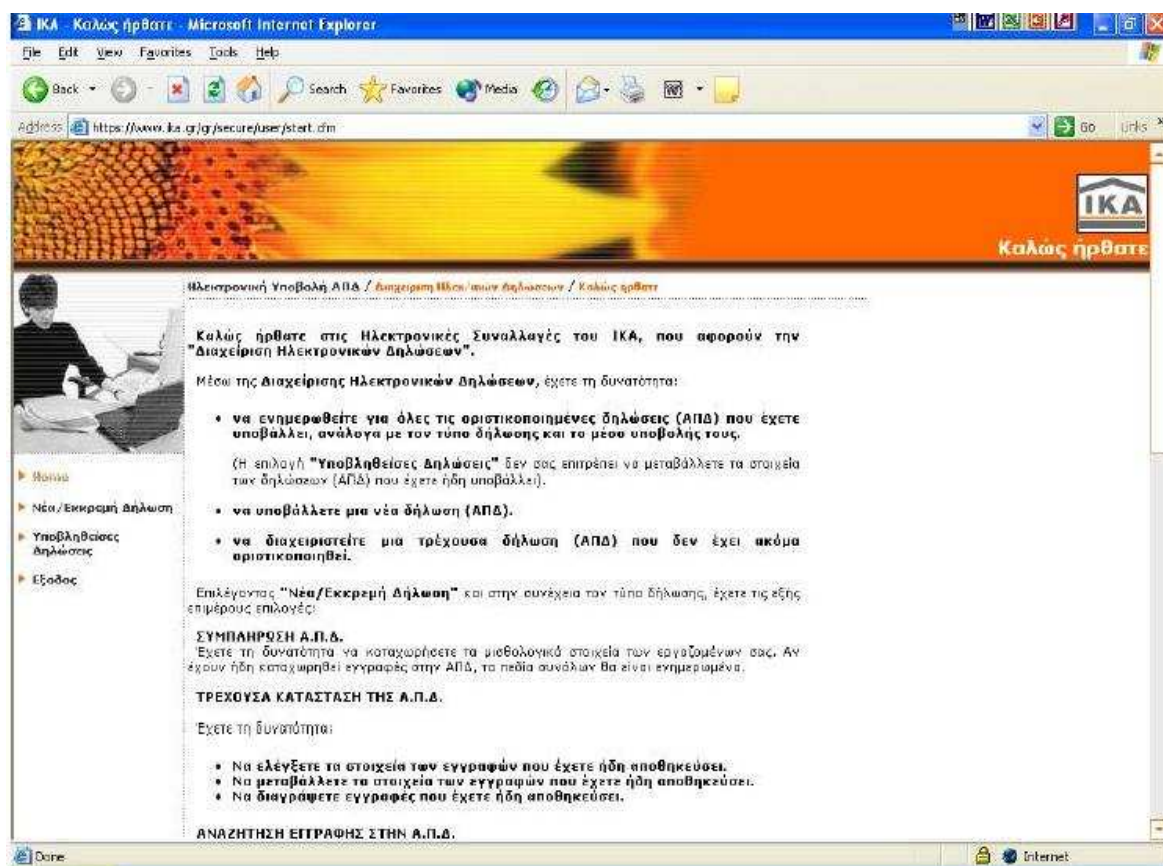 IKA - Καλώς ήρθατε - Microsoft Internet Explorer
File Edit View Favorites Tools Help
Back Search Favorites Media
Address https://www.ika.gr/gr/secure/user/start.cfm Go Links
IKA
Καλώς ήρθατε
Ηλεκτρονική Υποβολή ΑΠΔ / Διαχείριση Ηλεκ/ικών Δηλώσεων / Καλώς ήρθατε
Καλώς ήρθατε στις Ηλεκτρονικές Συναλλαγές του ΙΚΑ, που αφορούν την
"Διαχείριση Ηλεκτρονικών Δηλώσεων".
Μέσω της Διαχείρισης Ηλεκτρονικών Δηλώσεων, έχετε τη δυνατότητα:
• να ενημερωθείτε για όλες τις οριστικοποιημένες δηλώσεις (ΑΠΔ) που έχετε
υποβάλλει, ανάλογα με τον τύπο δήλωσης και το μέσο υποβολής τους.
(Η επιλογή "Υποβληθείσες Δηλώσεις" δεν σας επιτρέπει να μεταβάλλετε τα στοιχεία
των δηλώσεων (ΑΠΔ) που έχετε ήδη υποβάλλει).
• να υποβάλλετε μια νέα δήλωση (ΑΠΔ).
• να διαχειριστείτε μια τρέχουσα δήλωση (ΑΠΔ) που δεν έχει ακόμα
οριστικοποιηθεί.
Home
Νέα/Εκκρεμή Δήλωση
Υποβληθείσες
Δηλώσεις
Εξοδος
Επιλέγοντας "Νέα/Εκκρεμή Δήλωση" και στην συνέχεια τον τύπο δήλωσης, έχετε τις εξής
επιμέρους επιλογές:
ΣΥΜΠΛΗΡΩΣΗ Α.Π.Δ.
Έχετε τη δυνατότητα να καταχωρήσετε τα μισθολογικά στοιχεία των εργαζομένων σας. Αν
έχουν ήδη καταχωρηθεί εγγραφές στην ΑΠΔ, τα πεδία συνόλων θα είναι ενημερωμένα.
ΤΡΕΧΟΥΣΑ ΚΑΤΑΣΤΑΣΗ ΤΗΣ Α.Π.Δ.
Έχετε τη δυνατότητα:
• Να ελέγξετε τα στοιχεία των εγγραφών που έχετε ήδη αποθηκεύσει.
• Να μεταβάλλετε τα στοιχεία των εγγραφών που έχετε ήδη αποθηκεύσει.
• Να διαγράψετε εγγραφές που έχετε ήδη αποθηκεύσει.
ΑΝΑΖΗΤΗΣΗ ΕΓΓΡΑΦΗΣ ΣΤΗΝ Α.Π.Δ.
Done Internet